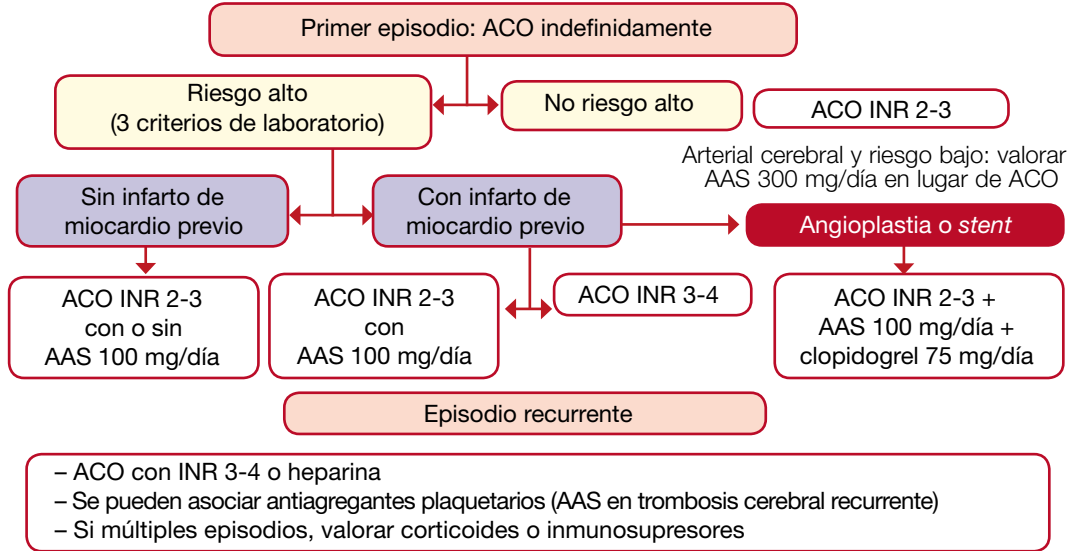 Primer episodio: ACO indefinidamente
Riesgo alto
(3 criterios de laboratorio)
No riesgo alto
ACO INR 2-3
Arterial cerebral y riesgo bajo: valorar
AAS 300 mg/día en lugar de ACO
Sin infarto de
miocardio previo
Con infarto de
miocardio previo
Angioplastia o stent
ACO INR 2-3
con o sin
AAS 100 mg/día
ACO INR 2-3
con
AAS 100 mg/día
ACO INR 3-4
ACO INR 2-3 +
AAS 100 mg/día +
clopidogrel 75 mg/día
Episodio recurrente
– ACO con INR 3-4 o heparina
– Se pueden asociar antiagregantes plaquetarios (AAS en trombosis cerebral recurrente)
– Si múltiples episodios, valorar corticoides o inmunosupresores